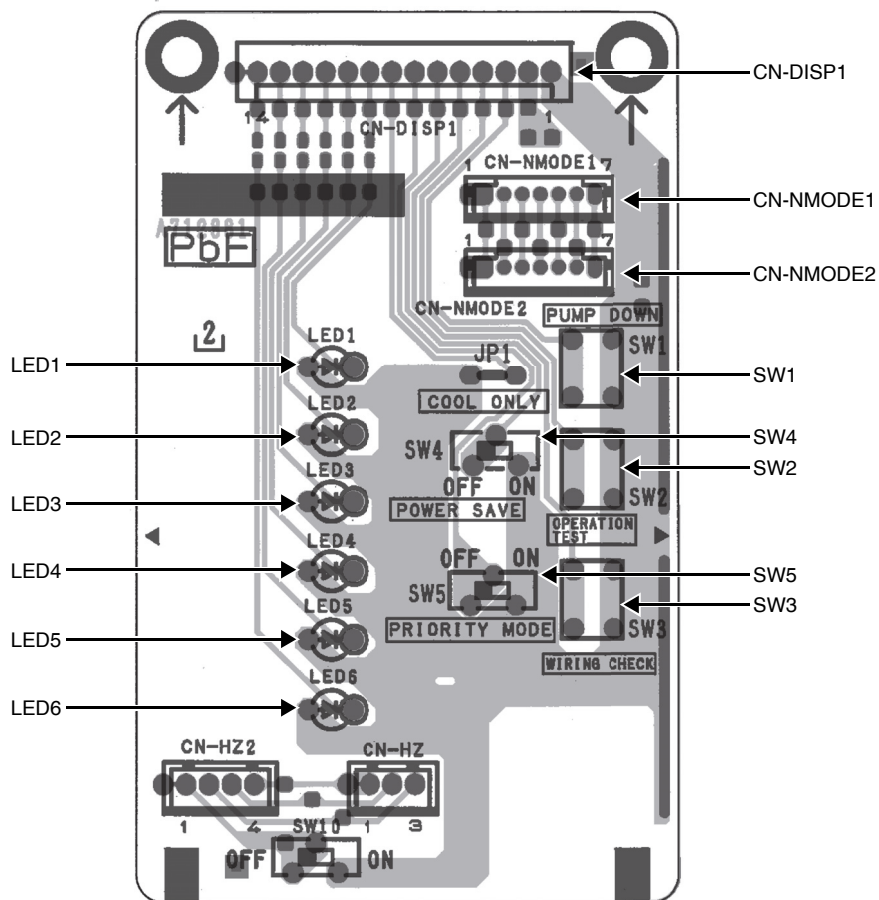 CN-DISP1
14 1
CN-DISP1
1 CN-NMODE1 7
CN-NMODE1
A712881
PbF
1 7
CN-NMODE2
CN-NMODE2
PUMP DOWN
2
LED1
JP1
SW1
LED1
SW1
COOL ONLY
LED2
SW4
LED2
SW4
OFF ON
SW2
SW2
LED3
LED3
POWER SAVE
OPERATION
TEST
LED4
OFF ON
LED4
SW5
SW5
SW3
LED5
PRIORITY MODE
SW3
LED5
WIRING CHECK
LED6
LED6
CN-HZ2 CN-HZ
1 4 SW10 1 3
OFF ON